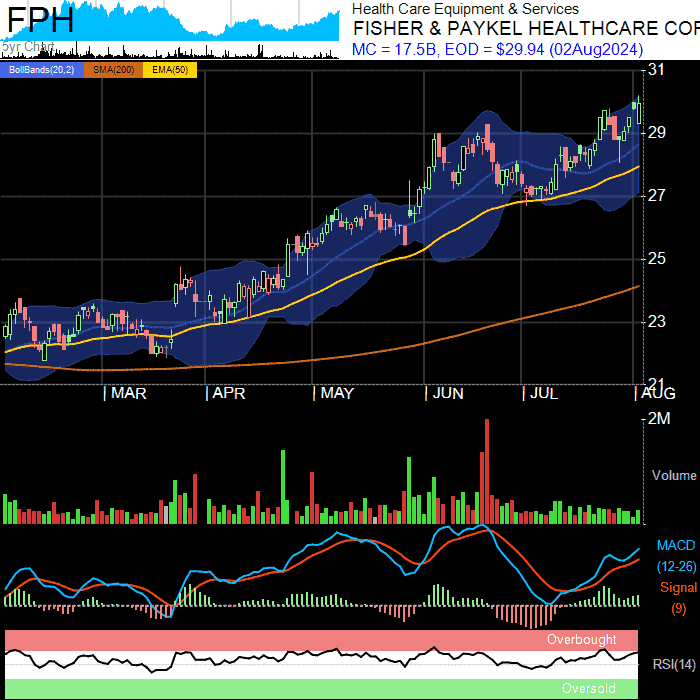 FPH
5yr Chart
Health Care Equipment & Services
FISHER & PAYKEL HEALTHCARE COR
MC = 17.5B, EOD = $29.94 (02Aug2024)
BollBands(20,2) SMA(200) EMA(50)
31
29
27
25
23
21
MAR APR MAY JUN JUL AUG
2M
Volume
MACD
(12-26)
Signal
(9)
Overbought
RSI(14)
Oversold